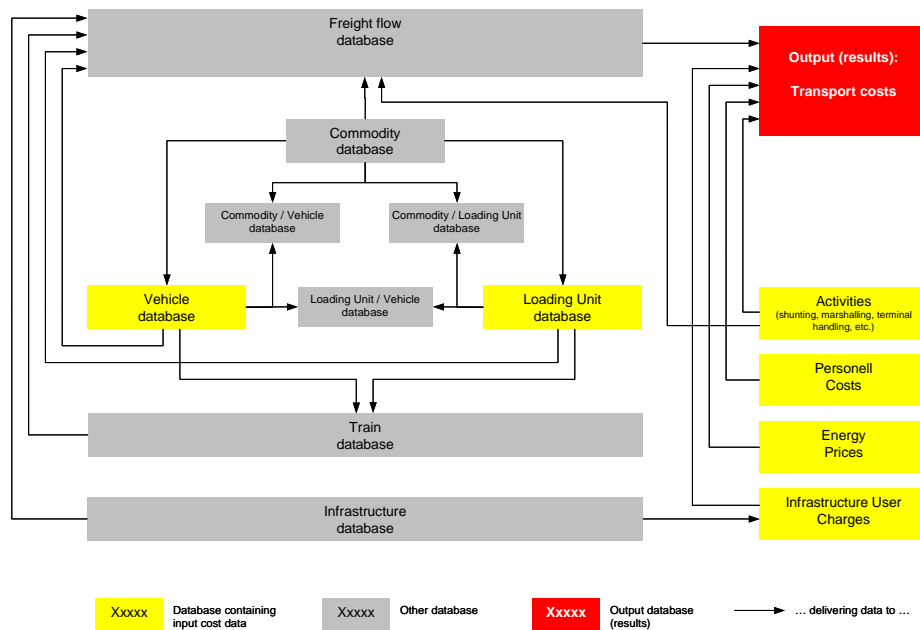 Freight flow
database
Output (results):
Transport costs
Commodity
database
Commodity / Vehicle
database
Commodity / Loading Unit
database
Vehicle
database
Loading Unit / Vehicle
database
Loading Unit
database
Activities
(shunting, marshalling, terminal
handling, etc.)
Personell
Costs
Train
database
Energy
Prices
Infrastructure
database
Infrastructure User
Charges
Xxxxx
Database containing
input cost data
Xxxxx
Other database
Xxxxx
Output database
(results)
... delivering data to ...